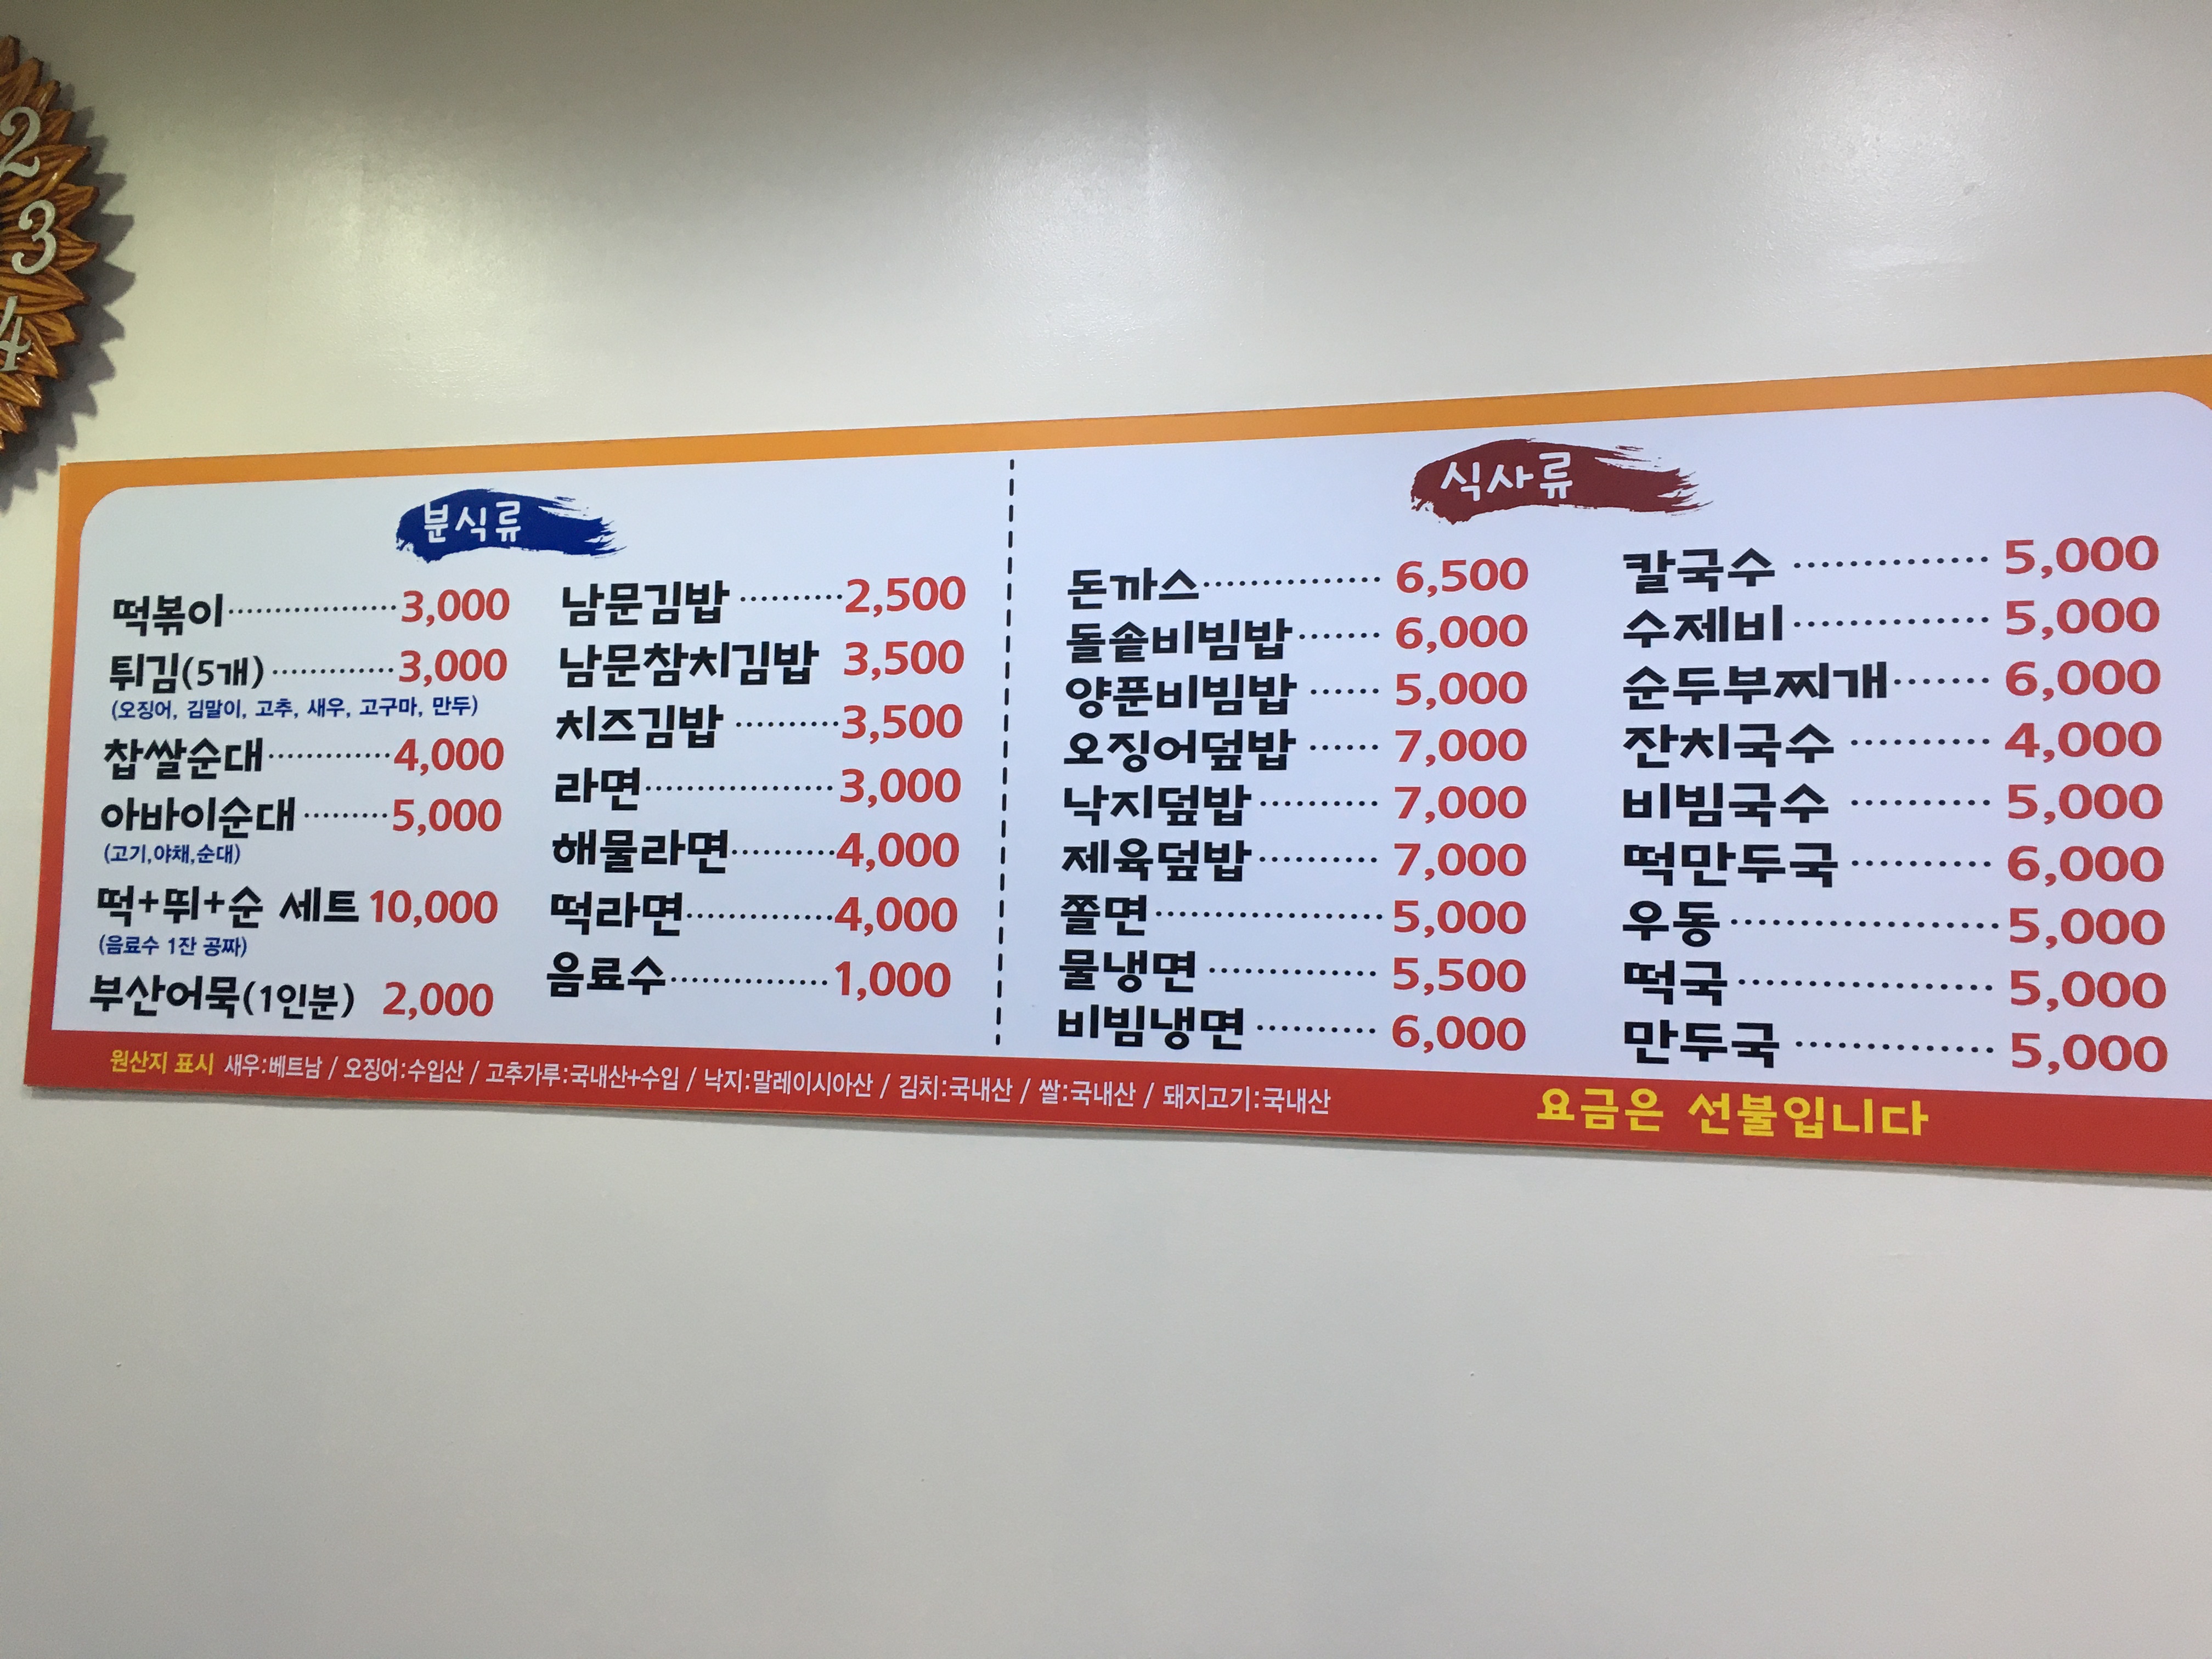 2
3
4
분식류
떡볶이 3,000
튀김(5개) 3,000
(오징어, 김말이, 고추, 새우, 고구마, 만두)
찹쌀순대 4,000
아바이순대 5,000
(고기,야채,순대)
떡+뛰+순 세트 10,000
(음료수 1잔 공짜)
부산어묵(1인분) 2,000
남문김밥 2,500
남문참치김밥 3,500
치즈김밥 3,500
라면 3,000
해물라면 4,000
떡라면 4,000
음료수 1,000
식사류
돈까스 6,500
돌솥비빔밥 6,000
양푼비빔밥 5,000
오징어덮밥 7,000
낙지덮밥 7,000
제육덮밥 7,000
쫄면 5,000
물냉면 5,500
비빔냉면 6,000
칼국수 5,000
수제비 5,000
순두부찌개 6,000
잔치국수 4,000
비빔국수 5,000
떡만두국 6,000
우동 5,000
떡국 5,000
만두국 5,000
원산지 표시 새우:베트남 / 오징어:수입산 / 고추가루:국내산+수입 / 낙지:말레이시아산 / 김치:국내산 / 쌀:국내산 / 돼지고기:국내산
요금은 선불입니다